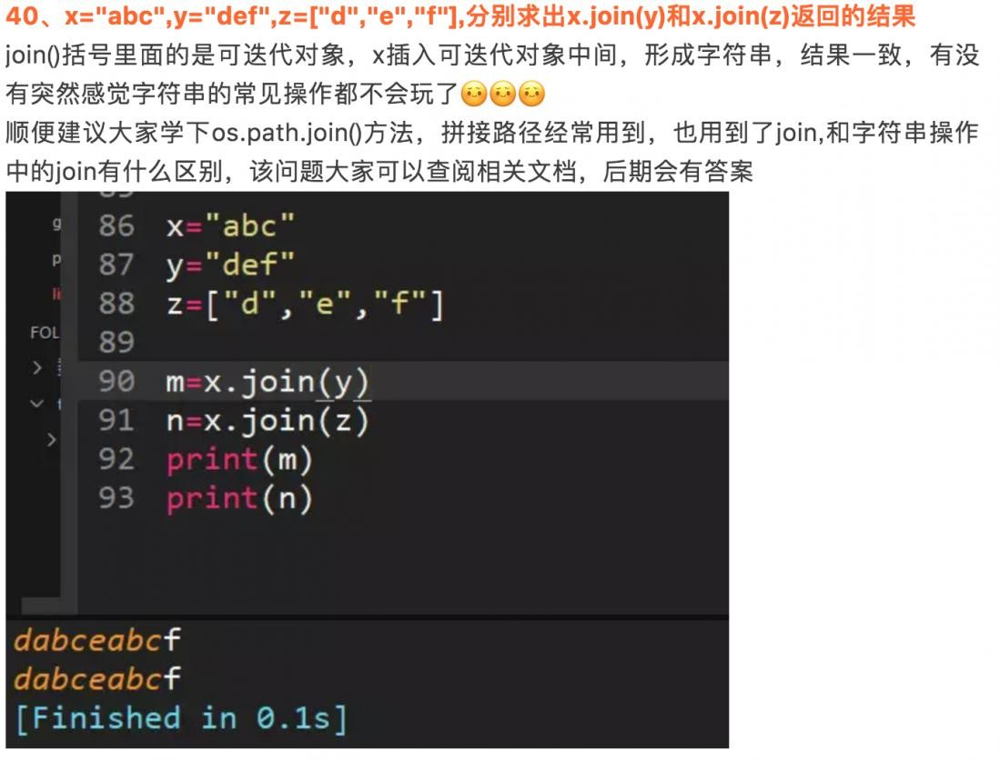 40、x="abc",y="def",z=["d","e","f"],分别求出x.join(y)和x.join(z)返回的结果
join()括号里面的是可迭代对象，x插入可迭代对象中间，形成字符串，结果一致，有没
有突然感觉字符串的常见操作都不会玩了
顺便建议大家学下os.path.join()方法，拼接路径经常用到，也用到了join,和字符串操作
中的join有什么区别，该问题大家可以查阅相关文档，后期会有答案
g
86 x="abc"
p
87 y="def"
li
88 z=["d","e","f"]
FOL
89
90 m=x.join(y)
91 n=x.join(z)
92 print(m)
93 print(n)
dabceabcf
dabceabcf
[Finished in 0.1s]